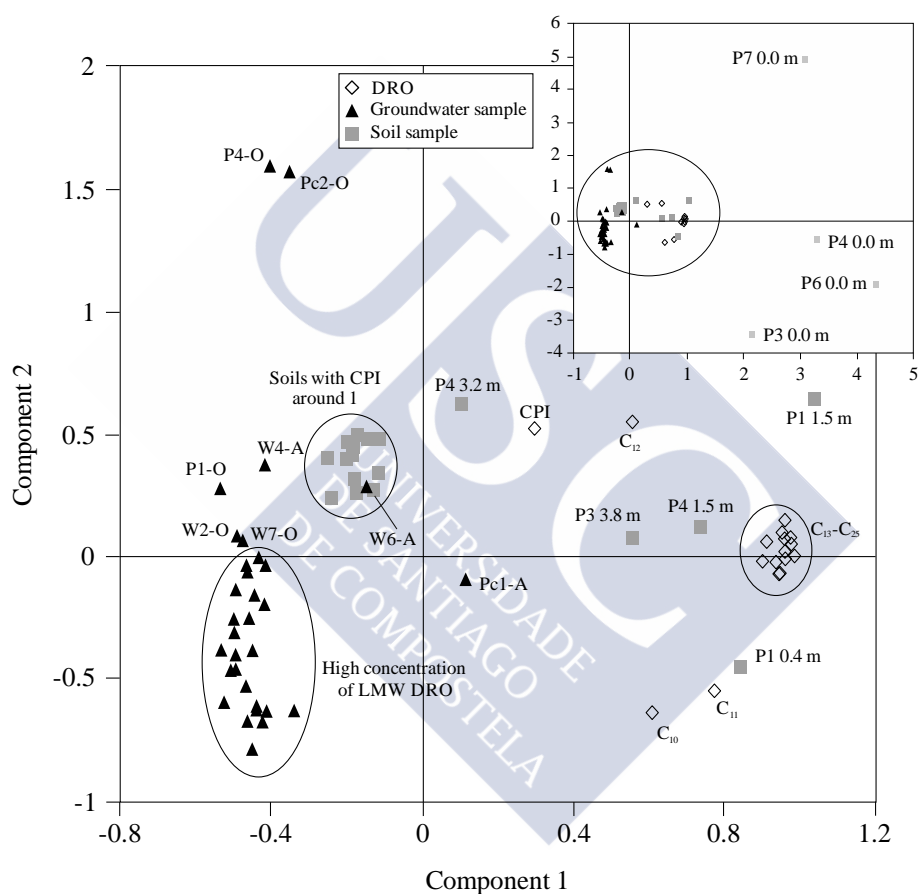 6
5
4
3
2
1
0
-1
-2
-3
-4
-1
0
1
2
3
4
5
P7 0.0 m
P4 0.0 m
P6 0.0 m
P3 0.0 m
2
1.5
1
0.5
0
-0.5
-1
-0.8
-0.4
0
0.4
0.8
1.2
Component 2
Component 1
DRO
Groundwater sample
Soil sample
P4-O
Pc2-O
Soils with CPI
around 1
P4 3.2 m
CPI
C₁₂
P1 1.5 m
W4-A
P1-O
W2-O
W7-O
W6-A
P3 3.8 m
P4 1.5 m
C₁₃-C₂₅
Pc1-A
High concentration
of LMW DRO
P1 0.4 m
C₁₁
C₁₀
USC
UNIVERSIDADE
DE SANTIAGO
DE COMPOSTELA